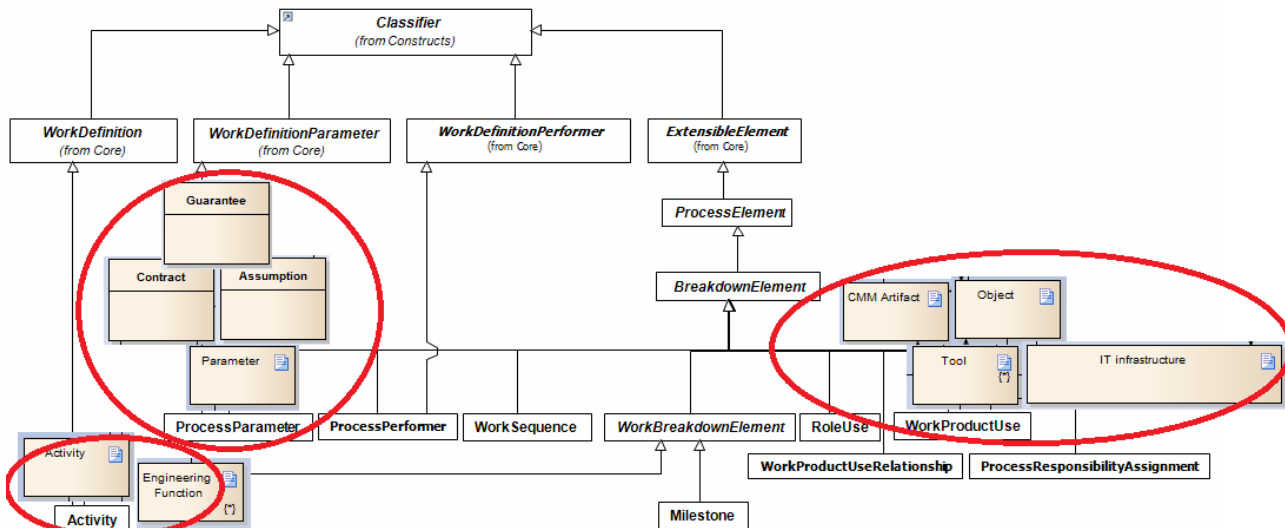 Classifier
(from Constructs)
WorkDefinition
(from Core)
WorkDefinitionParameter
(from Core)
WorkDefinitionPerformer
(from Core)
ExtensibleElement
(from Core)
Guarantee
ProcessElement
Contract
Assumption
BreakdownElement
CMM Artifact
Object
Parameter
Tool
{*}
IT infrastructure
ProcessParameter
ProcessPerformer
WorkSequence
WorkBreakdownElement
RoleUse
WorkProductUse
Activity
Engineering
Function
{*}
WorkProductUseRelationship
ProcessResponsibilityAssignment
Activity
Milestone